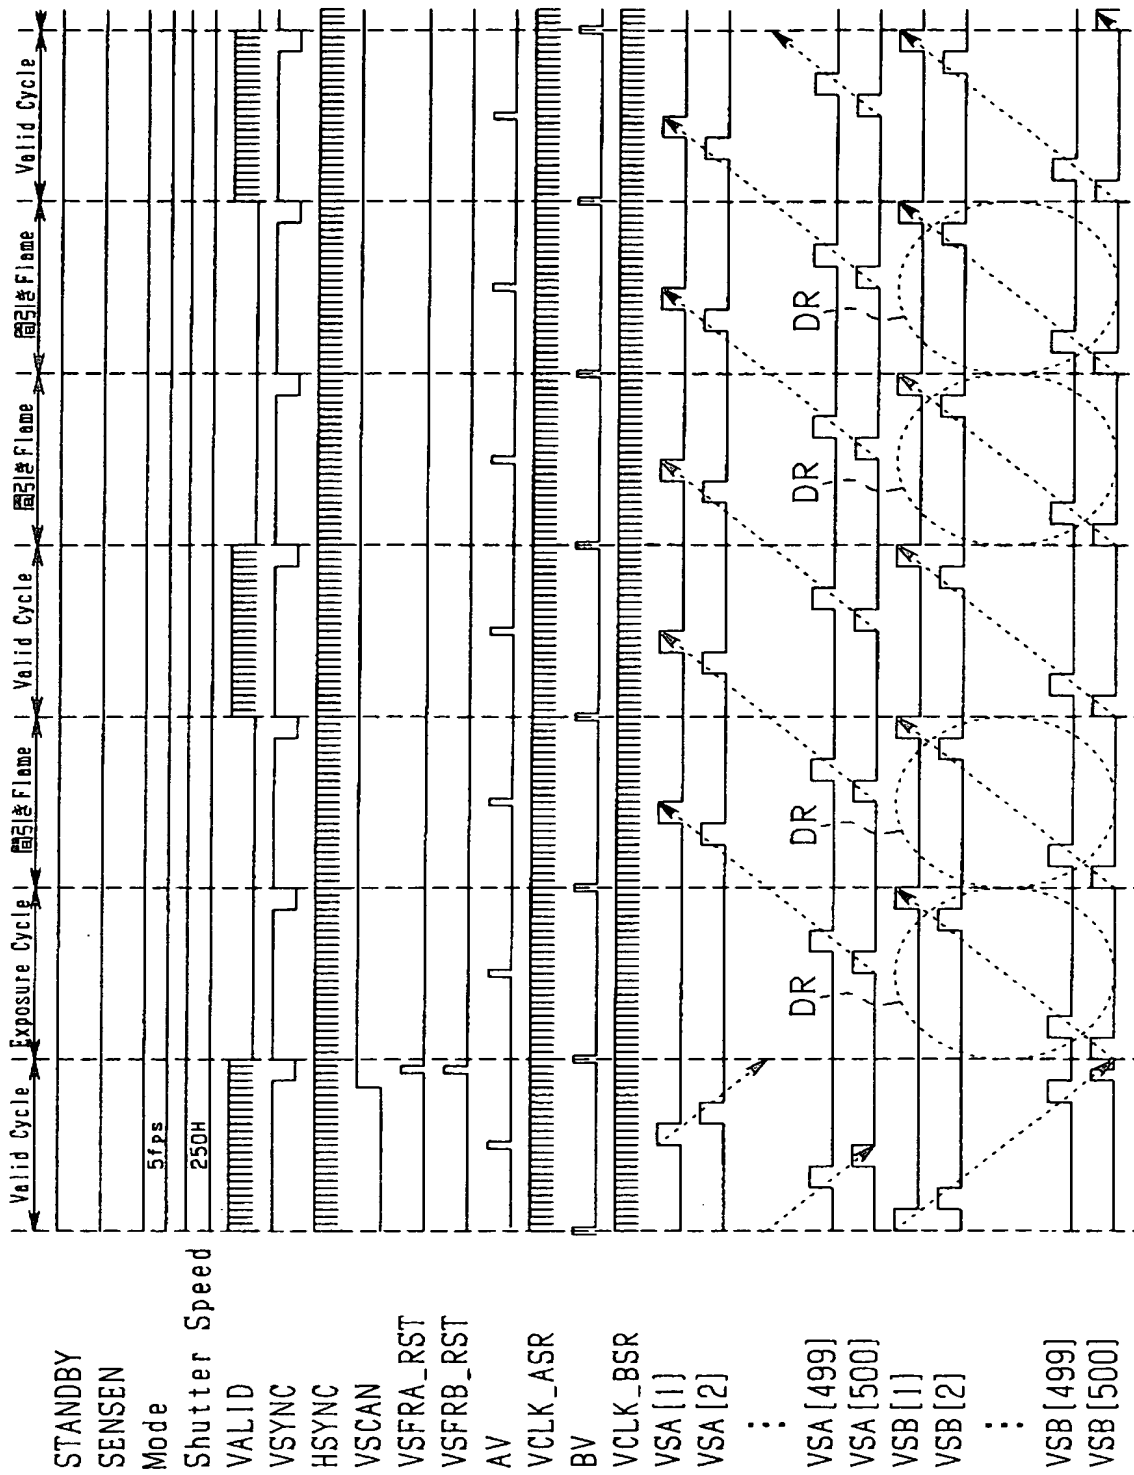 Valid Cycle
Exposure Cycle
間引きFlame
Valid Cycle
間引きFlame
間引きFlame
Valid Cycle
STANDBY
SENSEN
Mode
5fps
Shutter Speed
250H
VALID
VSYNC
HSYNC
VSCAN
VSFRA_RST
VSFRB_RST
AV
VCLK_ASR
BV
VCLK_BSR
VSA[1]
VSA[2]
⋮
VSA[499]
VSA[500]
DR
DR
DR
DR
VSB[1]
VSB[2]
⋮
VSB[499]
VSB[500]